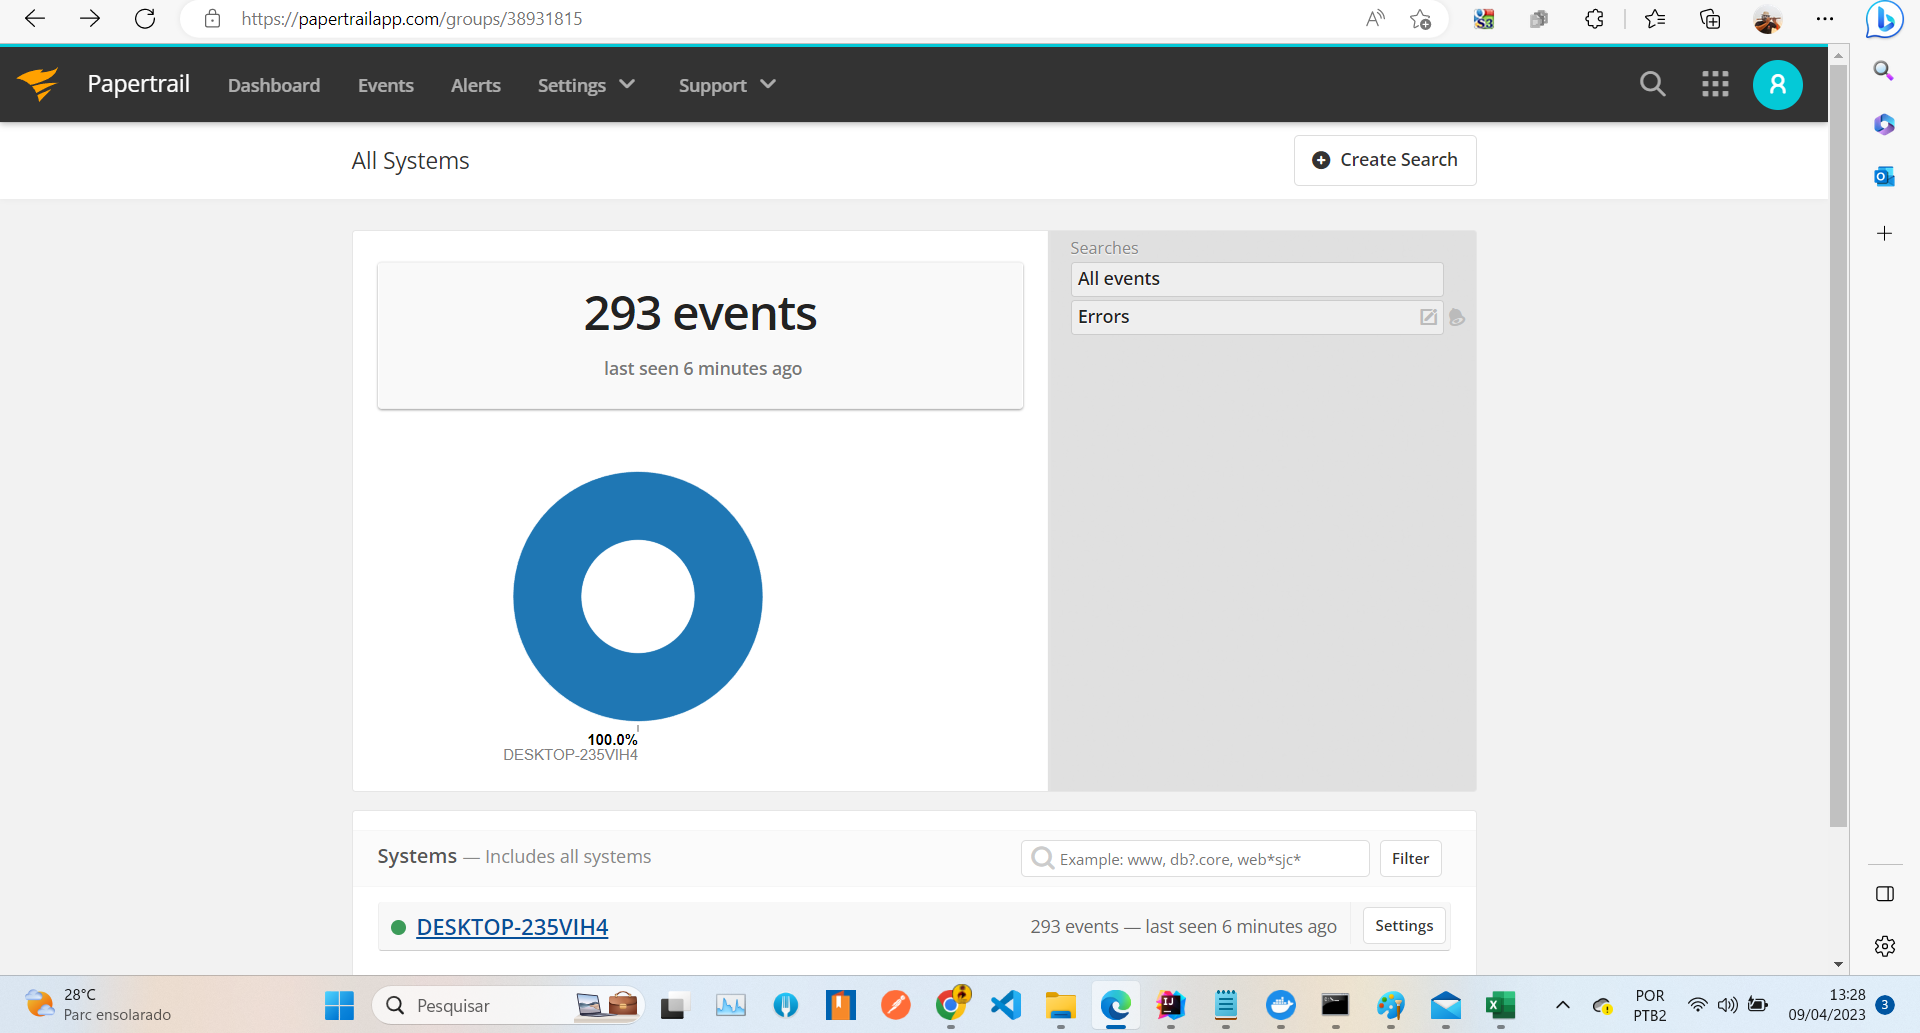 https://papertrailapp.com/groups/38931815
Papertrail Dashboard Events Alerts Settings Support
All Systems
Create Search
293 events
last seen 6 minutes ago
Searches
All events
Errors
100.0%
DESKTOP-235VIH4
Systems — Includes all systems
Example: www, db?.core, web*sjc*
Filter
DESKTOP-235VIH4
293 events — last seen 6 minutes ago
Settings
28°C
Parc ensolarado
Pesquisar
POR
PTB2
13:28
09/04/2023
3